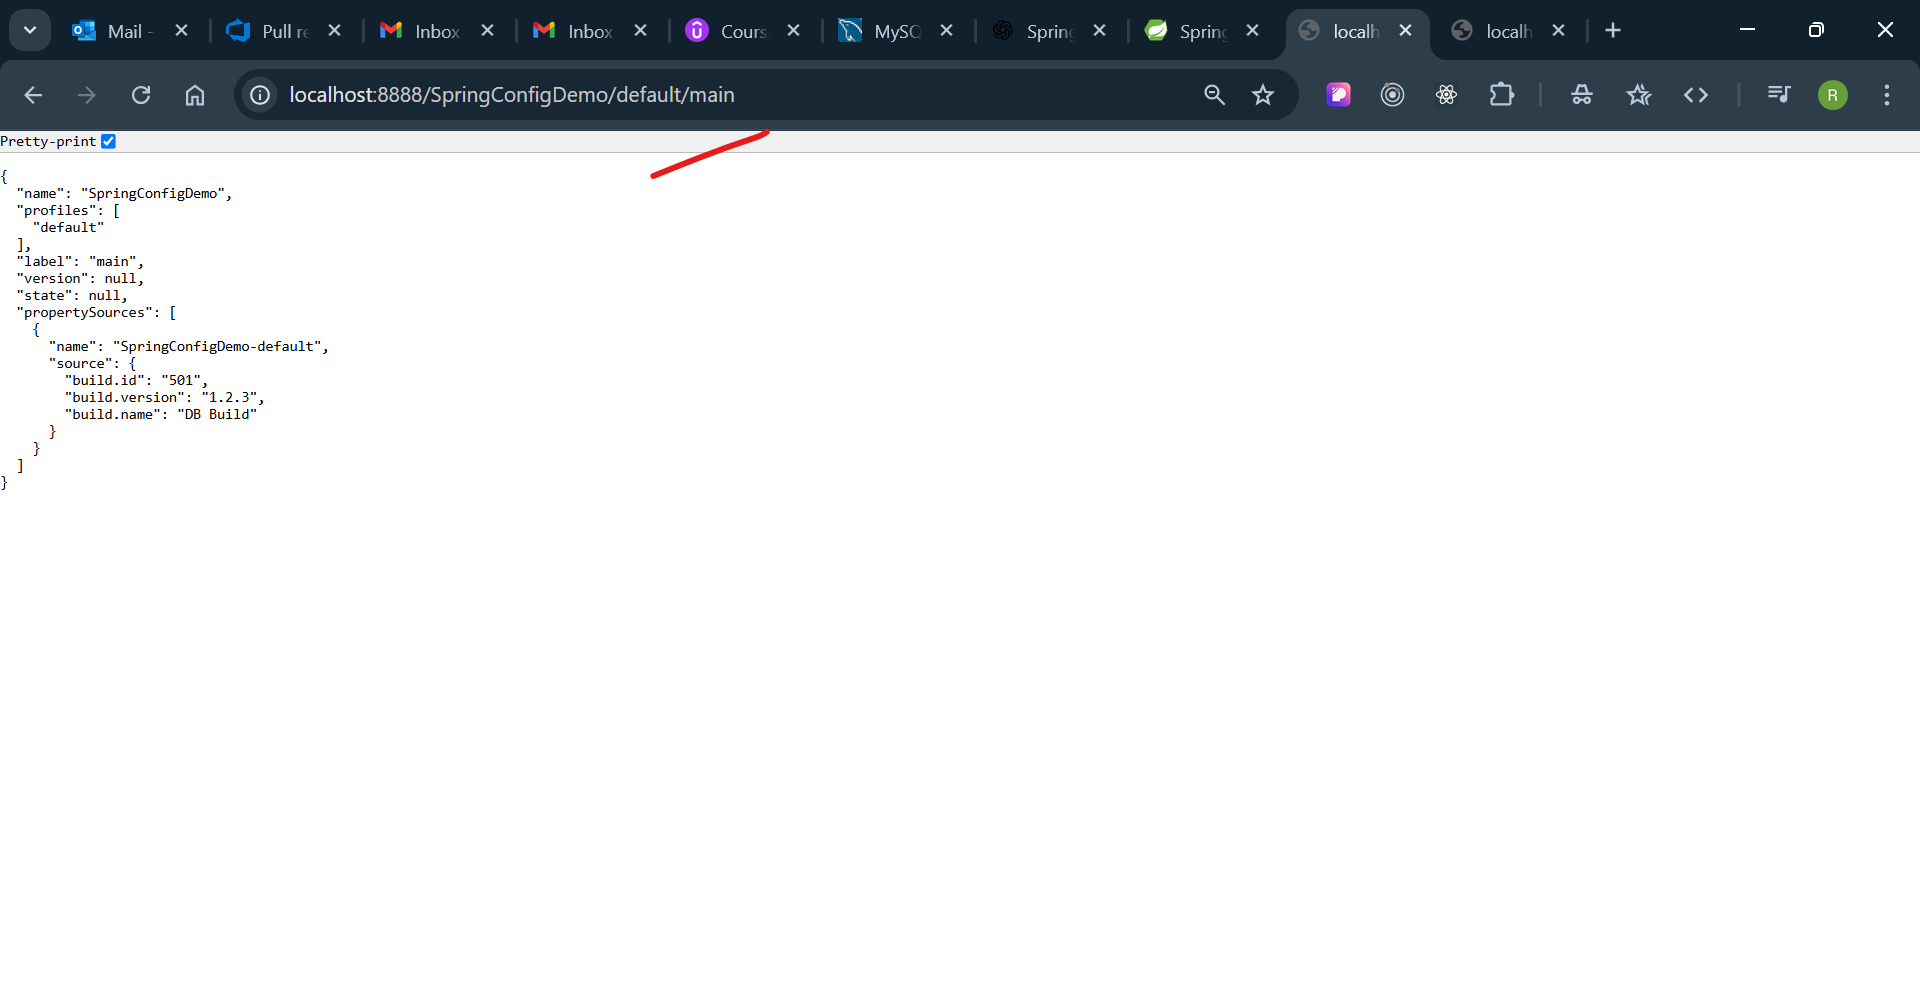 Mail -
Pull re
Inbox
Inbox
Cours
MySQ
Spring
Spring
localh
localh
localhost:8888/SpringConfigDemo/default/main
R
Pretty-print
{
"name": "SpringConfigDemo",
"profiles": [
"default"
],
"label": "main",
"version": null,
"state": null,
"propertySources": [
{
"name": "SpringConfigDemo-default",
"source": {
"build.id": "501",
"build.version": "1.2.3",
"build.name": "DB Build"
}
}
]
}